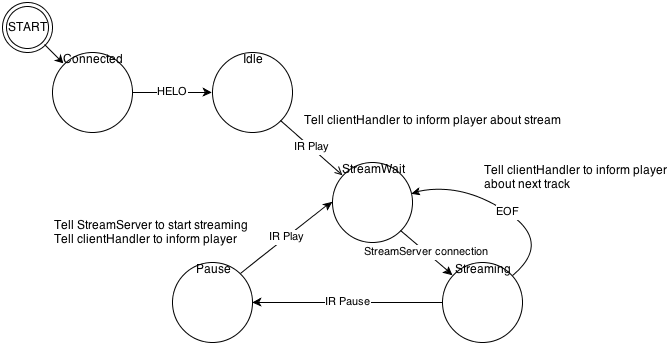 START
Connected
Idle
HELO
Tell clientHandler to inform player about stream
IR Play
StreamWait
Tell clientHandler to inform player
about next track
EOF
Tell StreamServer to start streaming
Tell clientHandler to inform player
IR Play
StreamServer connection
Pause
Streaming
IR Pause